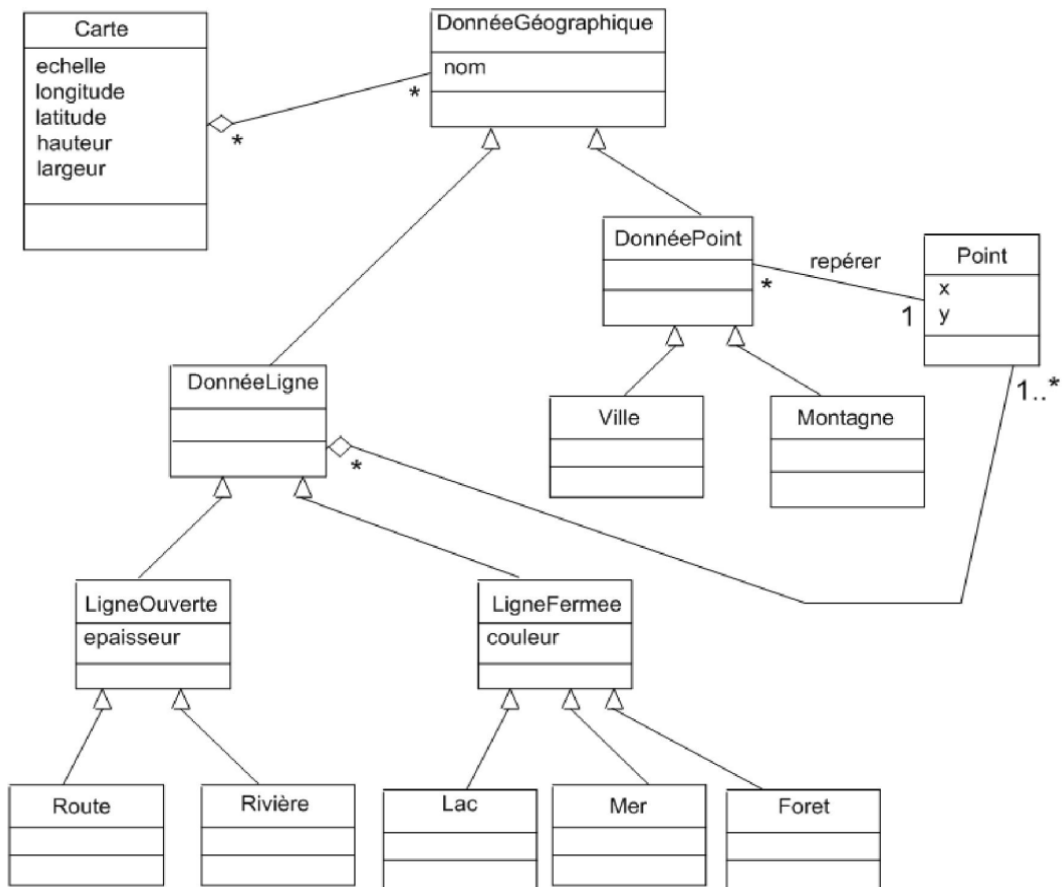 Carte
echelle
longitude
latitude
hauteur
largeur
*
DonnéeGéographique
nom
*
DonnéePoint
*
repérer
1
Point
x
y
1..*
DonnéeLigne
*
Ville
Montagne
LigneOuverte
epaisseur
LigneFermee
couleur
Route
Rivière
Lac
Mer
Foret